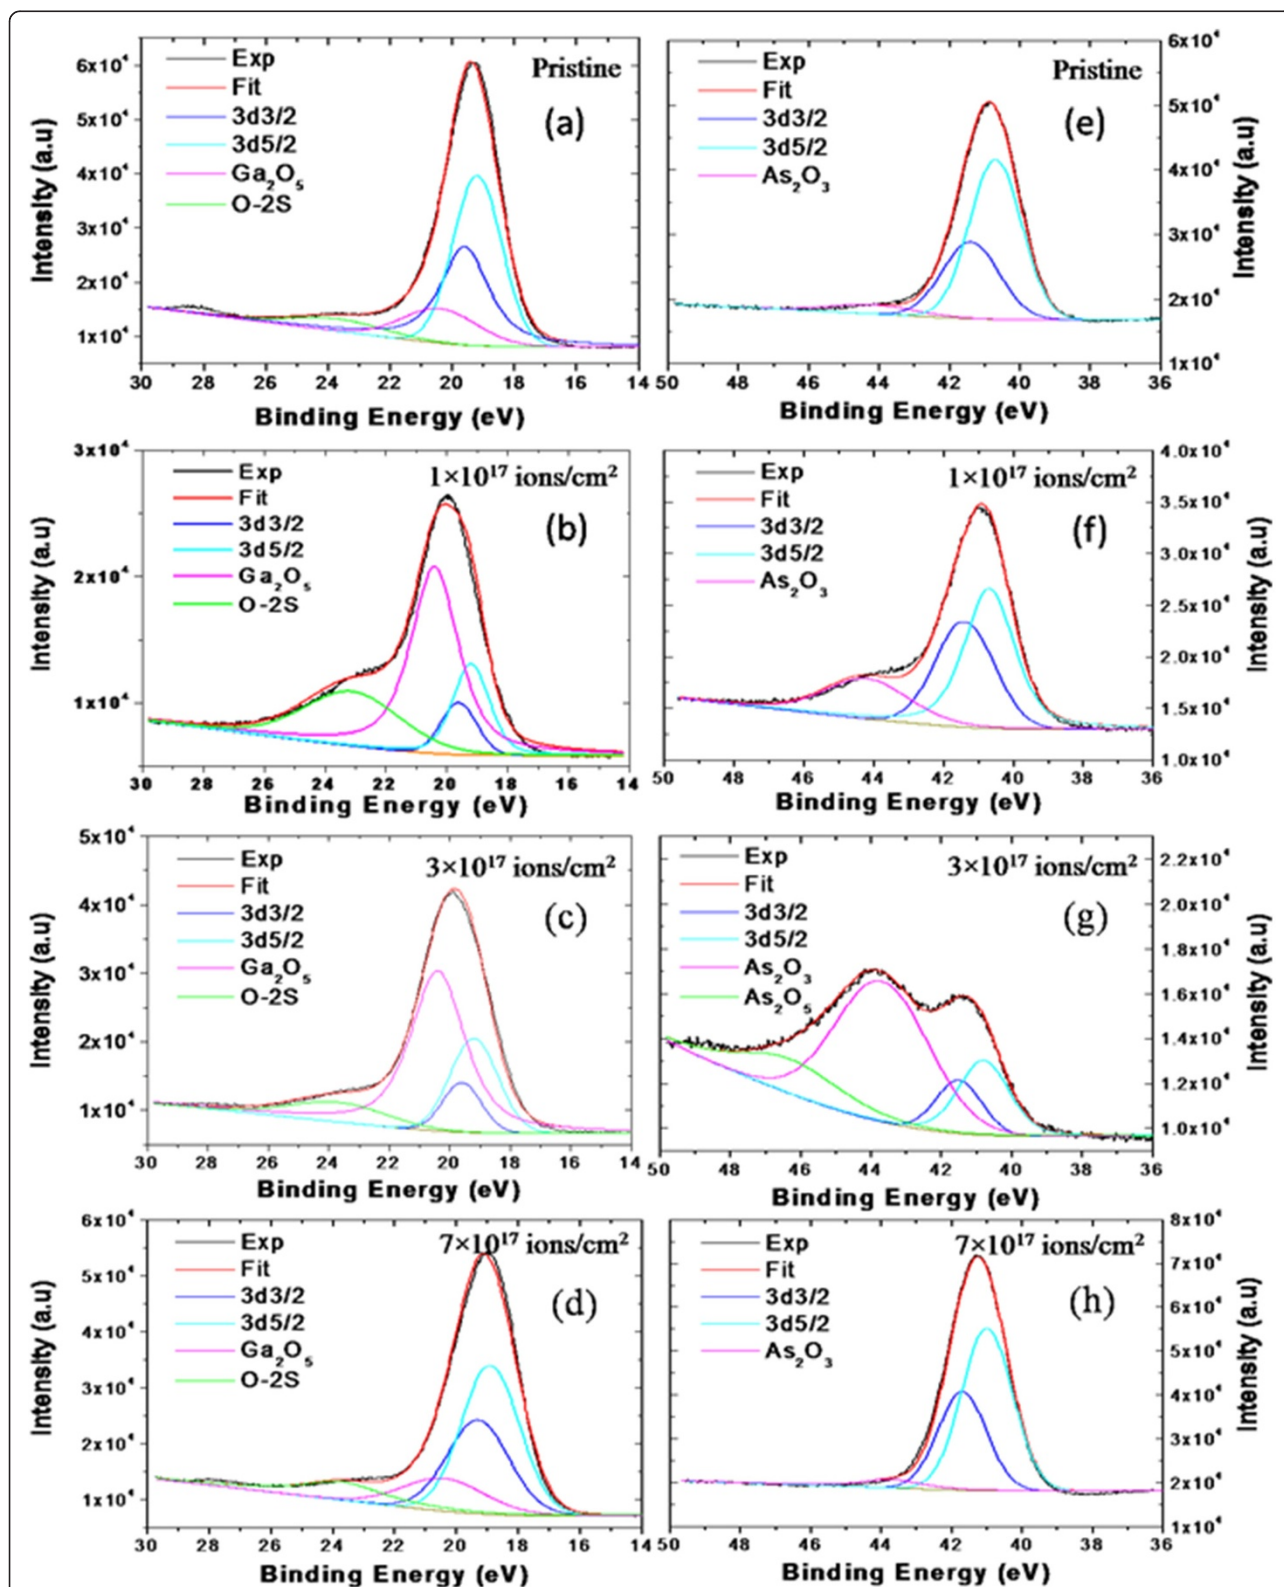 Pristine
(a)
Exp
Fit
3d3/2
3d5/2
Ga₂O₅
O-2S
6x10⁴
5x10⁴
4x10⁴
3x10⁴
2x10⁴
1x10⁴
Intensity (a.u)
30 28 26 24 22 20 18 16 14
Binding Energy (eV)
Pristine
(e)
Exp
Fit
3d3/2
3d5/2
As₂O₃
6x10⁴
5x10⁴
4x10⁴
3x10⁴
2x10⁴
1x10⁴
Intensity (a.u)
50 48 46 44 42 40 38 36
Binding Energy (eV)
1×10¹⁷ ions/cm²
(b)
Exp
Fit
3d3/2
3d5/2
Ga₂O₅
O-2S
3x10⁴
2x10⁴
1x10⁴
Intensity (a.u)
30 28 26 24 22 20 18 16 14
Binding Energy (eV)
1×10¹⁷ ions/cm²
(f)
Exp
Fit
3d3/2
3d5/2
As₂O₃
4.0x10⁴
3.5x10⁴
3.0x10⁴
2.5x10⁴
2.0x10⁴
1.5x10⁴
1.0x10⁴
Intensity (a.u)
50 48 46 44 42 40 38 36
Binding Energy (eV)
3×10¹⁷ ions/cm²
(c)
Exp
Fit
3d3/2
3d5/2
Ga₂O₅
O-2S
5x10⁴
4x10⁴
3x10⁴
2x10⁴
1x10⁴
Intensity (a.u)
30 28 26 24 22 20 18 16 14
Binding Energy (eV)
3×10¹⁷ ions/cm²
(g)
Exp
Fit
3d3/2
3d5/2
As₂O₃
As₂O₅
2.2x10⁴
2.0x10⁴
1.8x10⁴
1.6x10⁴
1.4x10⁴
1.2x10⁴
1.0x10⁴
Intensity (a.u)
50 48 46 44 42 40 38 36
Binding Energy (eV)
7×10¹⁷ ions/cm²
(d)
Exp
Fit
3d3/2
3d5/2
Ga₂O₅
O-2S
6x10⁴
5x10⁴
4x10⁴
3x10⁴
2x10⁴
1x10⁴
Intensity (a.u)
30 28 26 24 22 20 18 16 14
Binding Energy (eV)
7×10¹⁷ ions/cm²
(h)
Exp
Fit
3d3/2
3d5/2
As₂O₃
8x10⁴
7x10⁴
6x10⁴
5x10⁴
4x10⁴
3x10⁴
2x10⁴
1x10⁴
Intensity (a.u)
50 48 46 44 42 40 38 36
Binding Energy (eV)